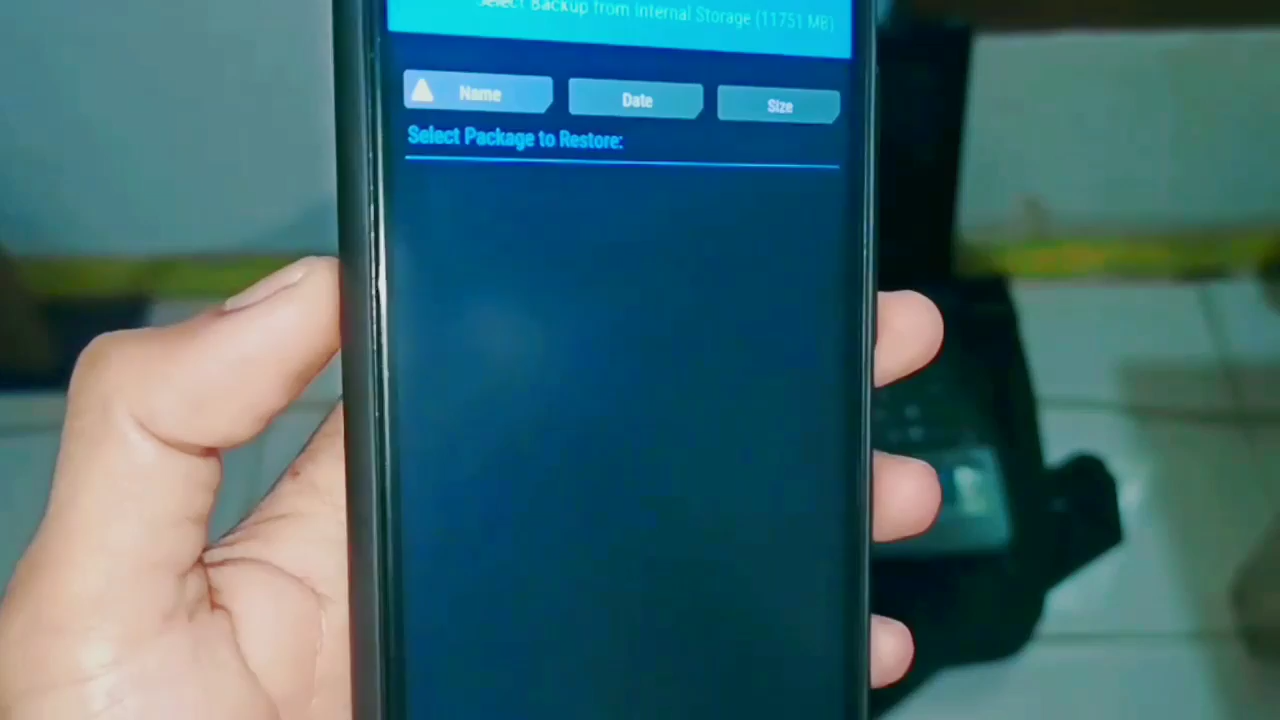 Select Backup from Internal Storage (11751 MB)
Name
Date
Size
Select Package to Restore: